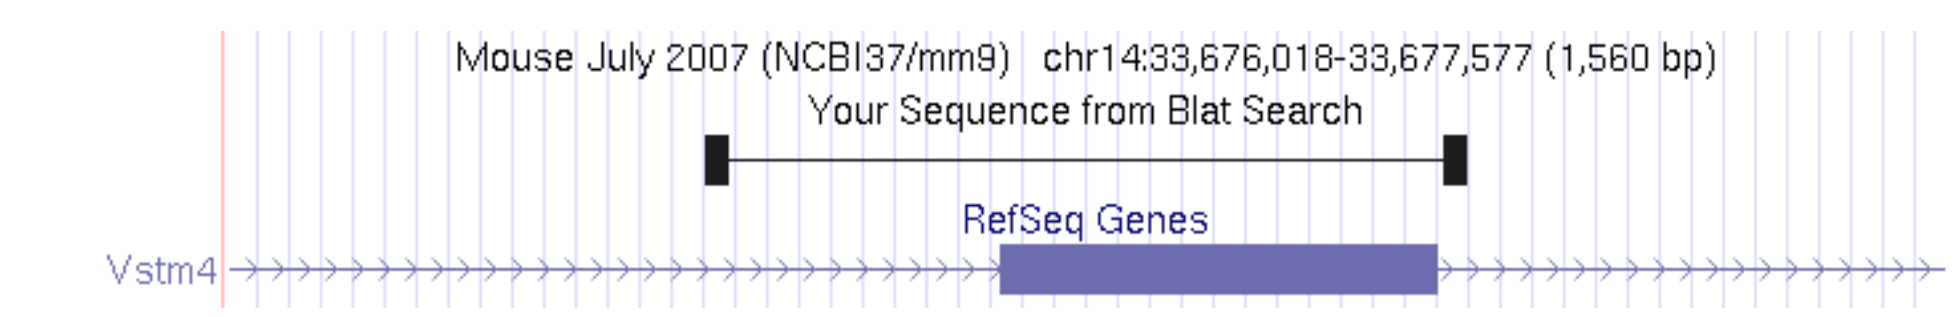 Mouse July 2007 (NCBI37/mm9) chr14:33,676,018-33,677,577 (1,560 bp)
Your Sequence from Blat Search
RefSeq Genes
Vstm4